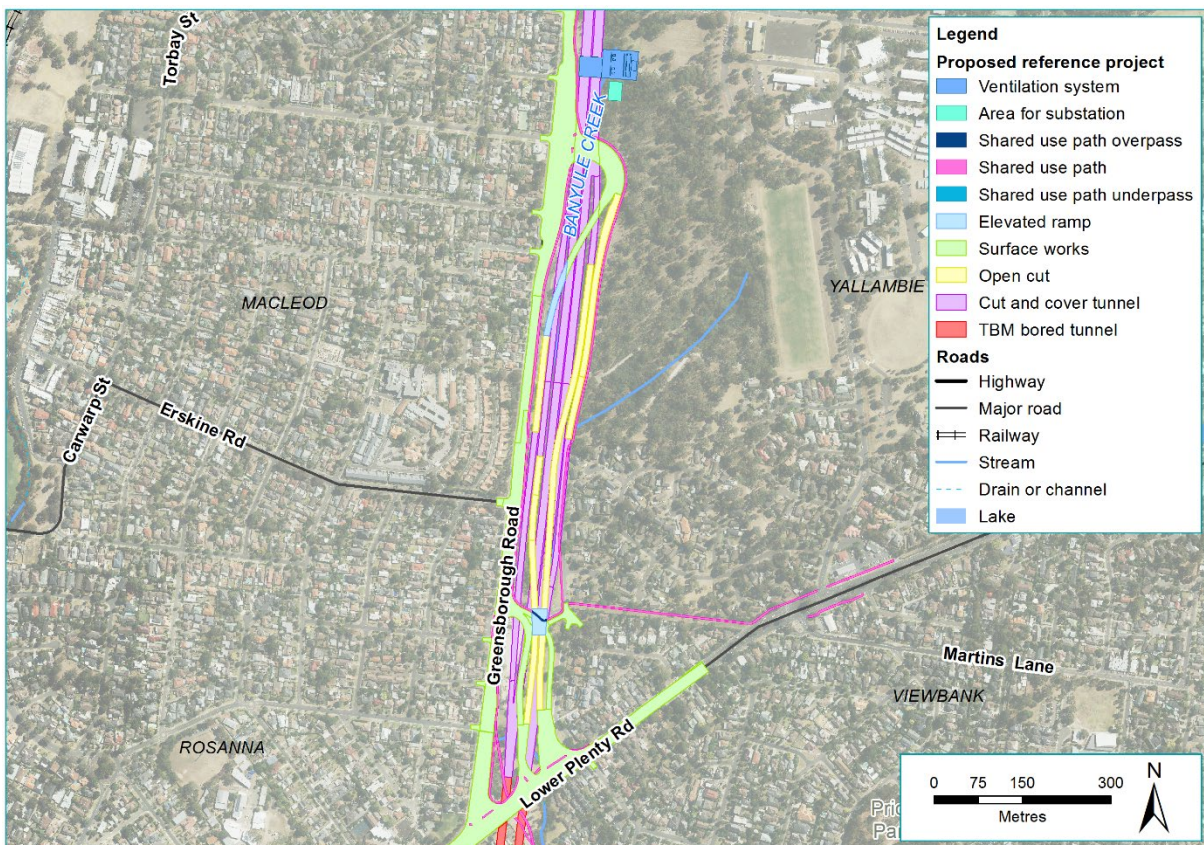 Torbay St
BANYULE CREEK
MACLEOD
YALLAMBIE
Carwarp St
Erskine Rd
Greensborough Road
Martins Lane
VIEWBANK
ROSANNA
Lower Plenty Rd
Legend
Proposed reference project
Ventilation system
Area for substation
Shared use path overpass
Shared use path
Shared use path underpass
Elevated ramp
Surface works
Open cut
Cut and cover tunnel
TBM bored tunnel
Roads
Highway
Major road
Railway
Stream
Drain or channel
Lake
0 75 150 300
Metres
N